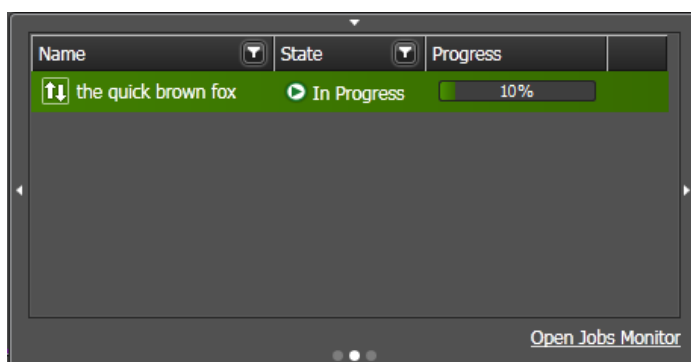 Name State Progress
the quick brown fox In Progress 10%
Open Jobs Monitor